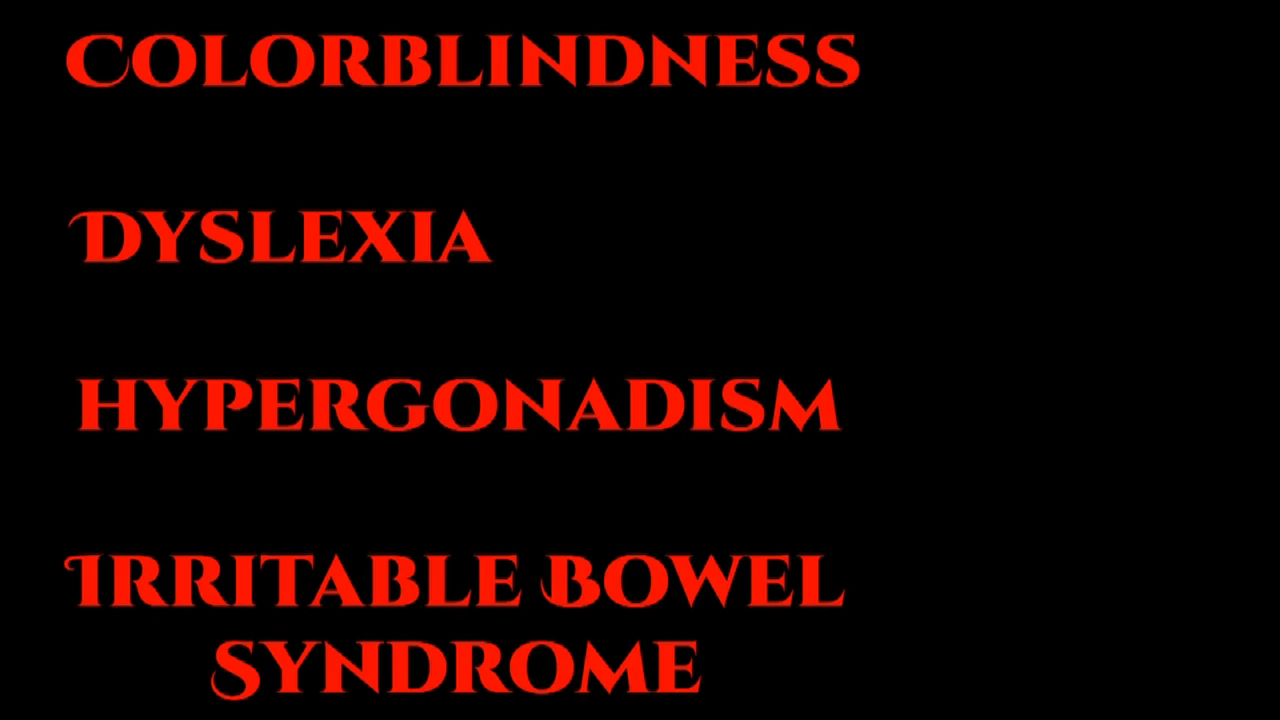 Colorblindness
Dyslexia
hypergonadism
Irritable Bowel
Syndrome